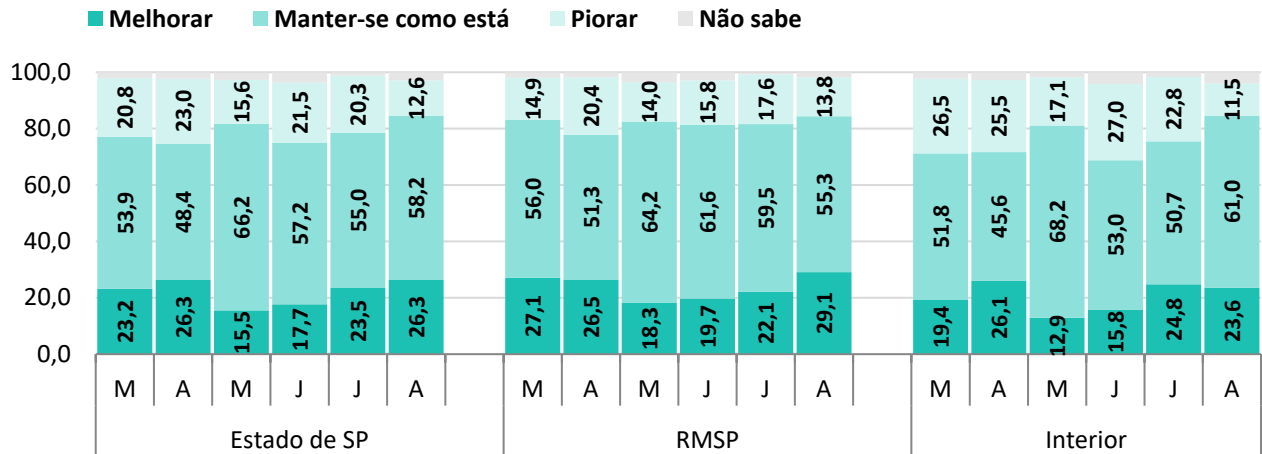 Melhorar Manter-se como está Piorar Não sabe
100,0
80,0
60,0
40,0
20,0
0,0
20,8 23,0 15,6 21,5 20,3 12,6
53,9 48,4 66,2 57,2 55,0 58,2
23,2 26,3 15,5 17,7 23,5 26,3
14,9 20,4 14,0 15,8 17,6 13,8
56,0 51,3 64,2 61,6 59,5 55,3
27,1 26,5 18,3 19,7 22,1 29,1
26,5 25,5 17,1 27,0 22,8 11,5
51,8 45,6 68,2 53,0 50,7 61,0
19,4 26,1 12,9 15,8 24,8 23,6
M A M J J A M A M J J A M A M J J A
Estado de SP RMSP Interior